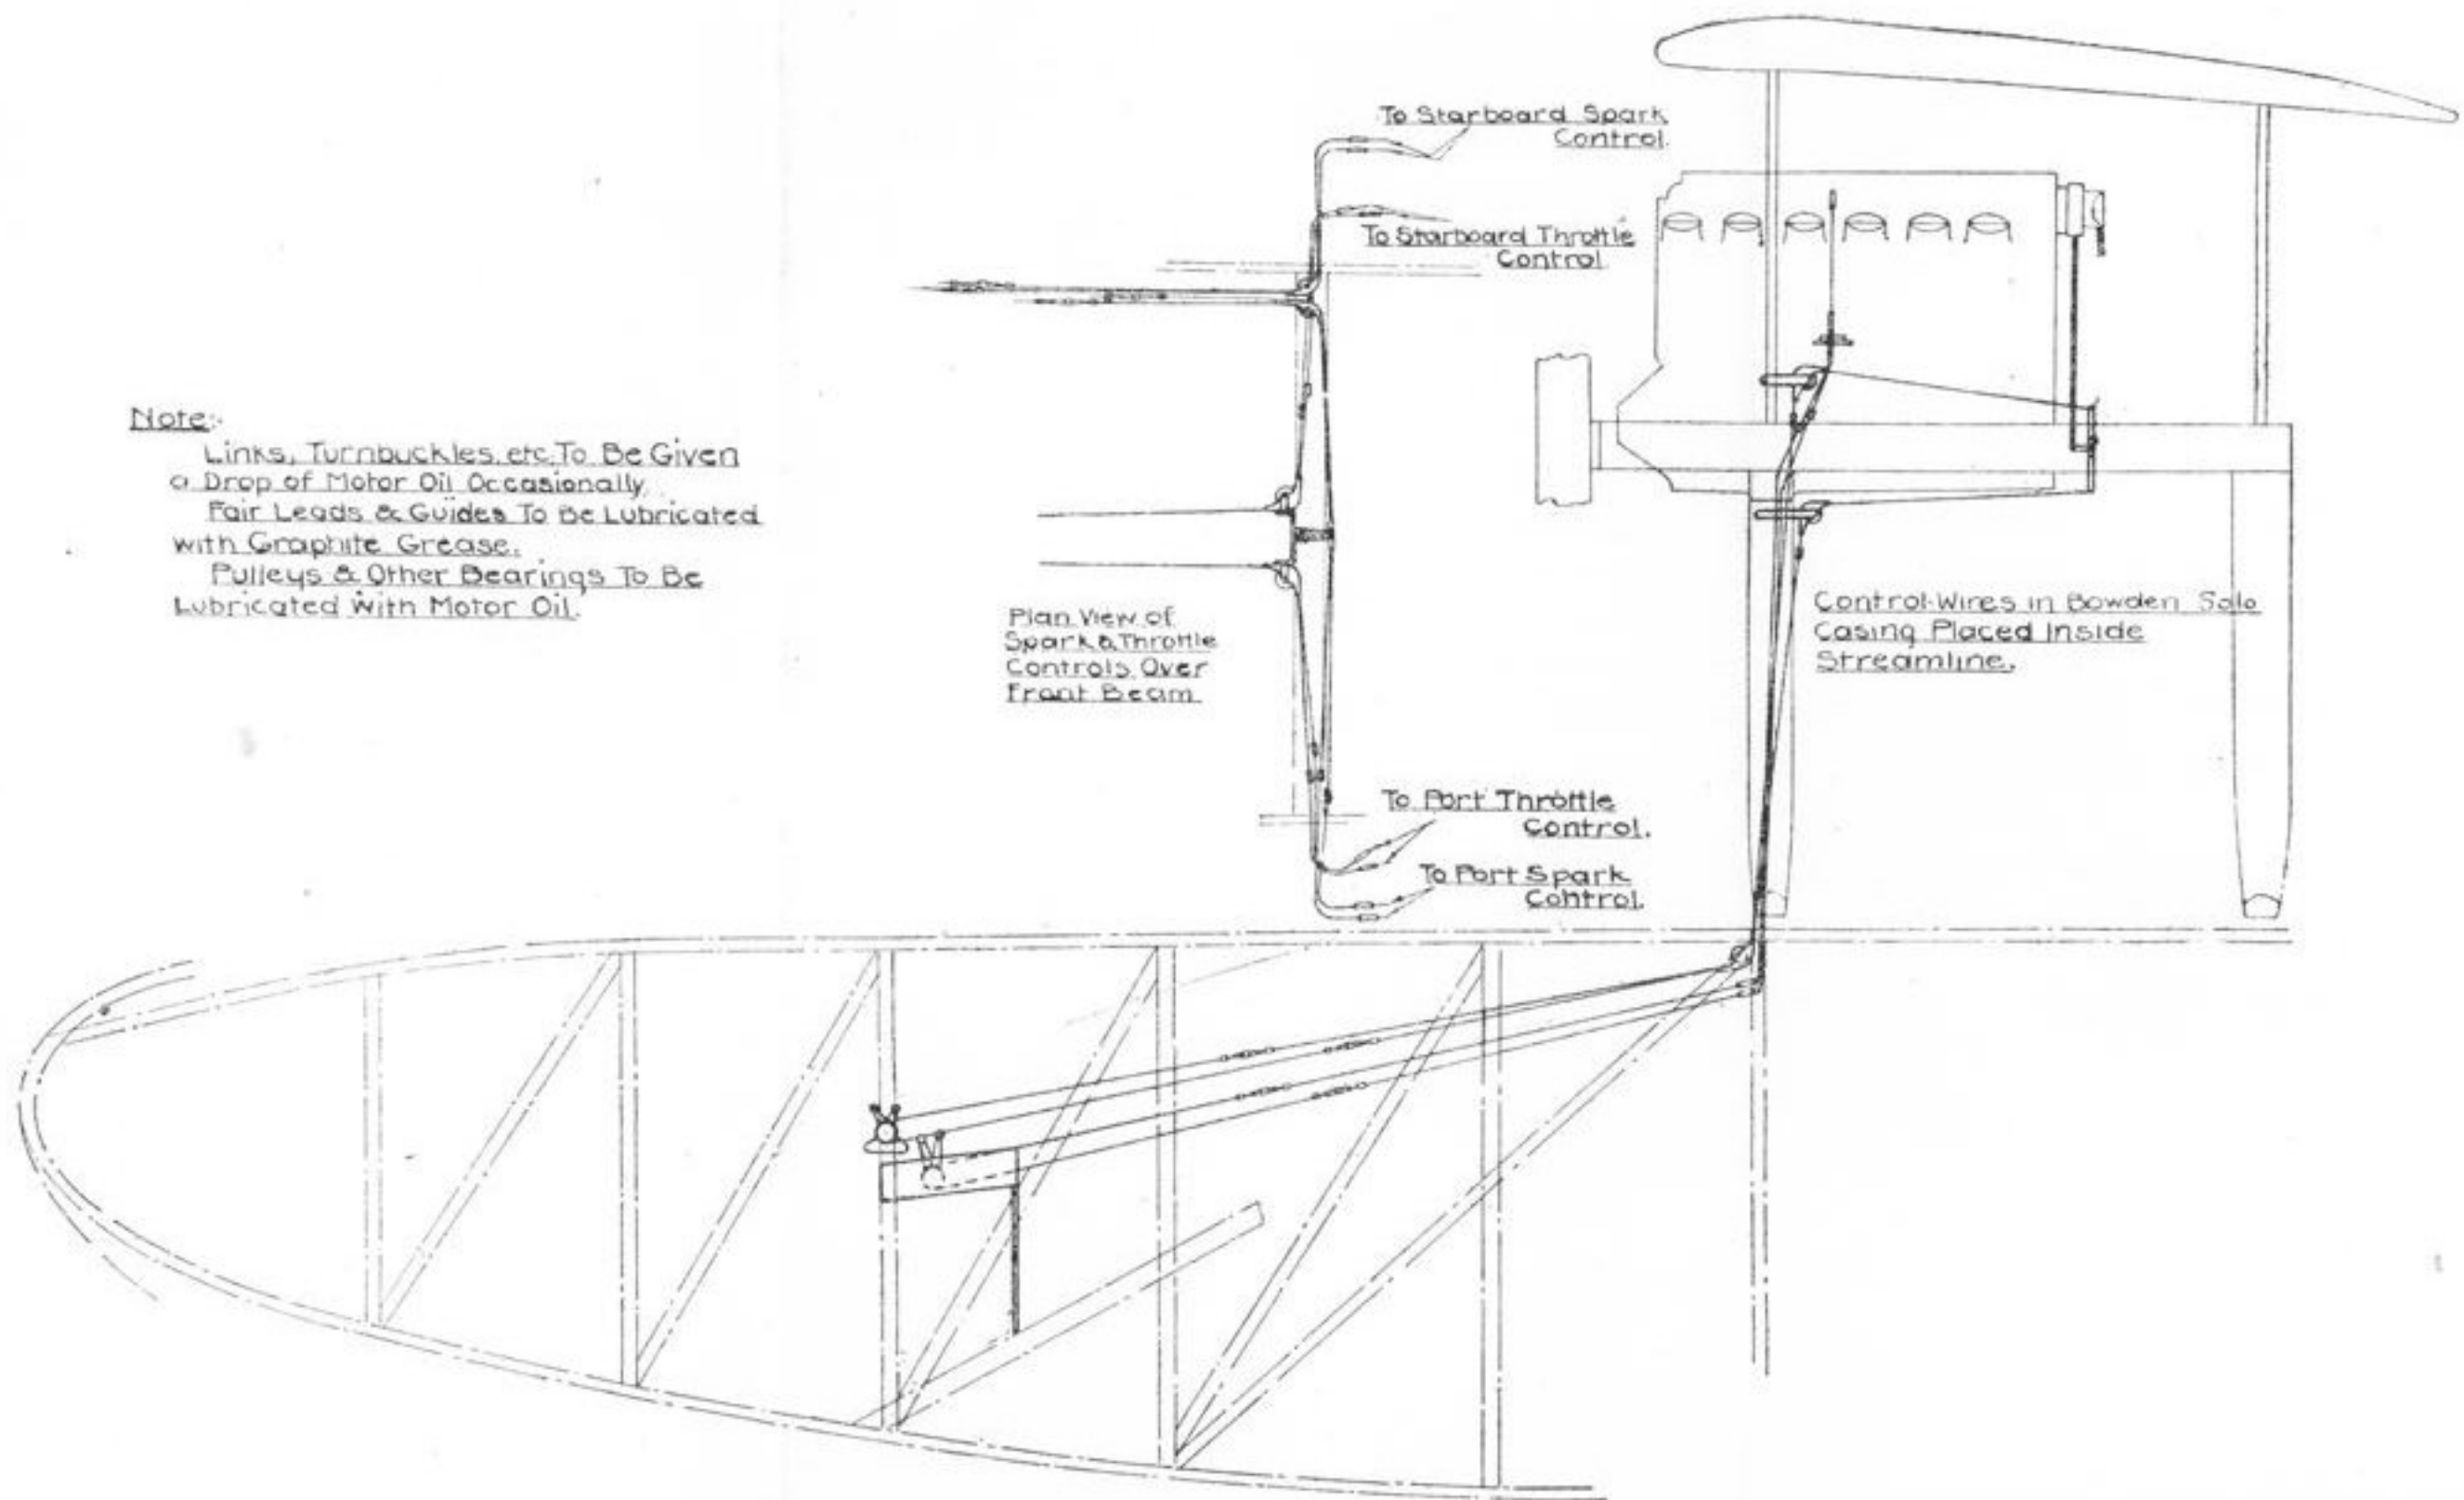 To Starboard Spark
Control.
To Starboard Throttle
Control
Note:-
Links, Turnbuckles, etc. To Be Given
a Drop of Motor Oil Occasionally.
Fair Leads & Guides To Be Lubricated
with Graphite Grease.
Pulleys & Other Bearings To Be
Lubricated With Motor Oil.
Plan View of
Spark & Throttle
Controls Over
Front Beam
Control Wires in Bowden Solo
Casing Placed Inside
Streamline.
To Port Throttle
Control.
To Port Spark
Control.